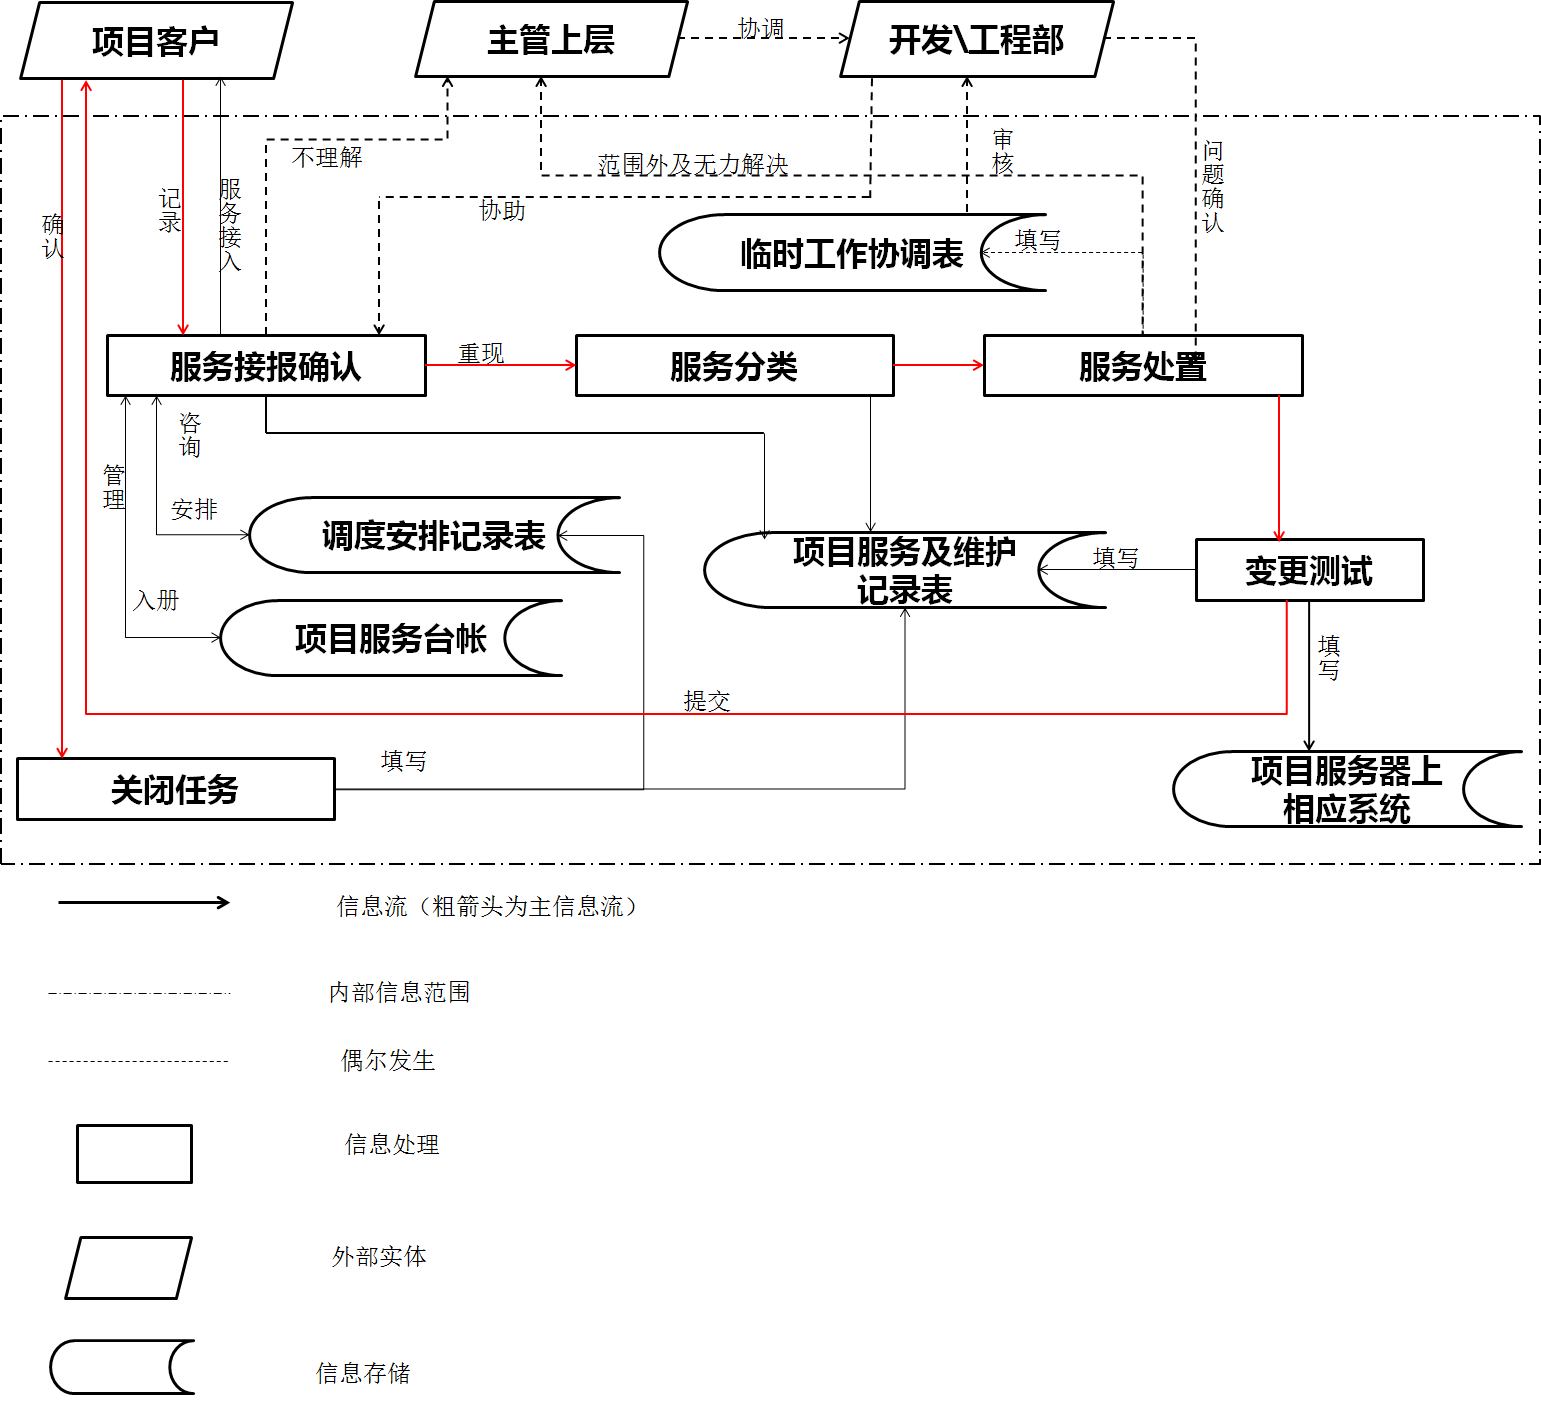 项目客户
主管上层
协调
开发\工程部
不理解
范围外及无力解决
审核
问题确认
确认
记录
服务接入
协助
临时工作协调表
填写
服务接报确认
重现
服务分类
服务处置
咨询
管理
安排
调度安排记录表
项目服务及维护
记录表
填写
变更测试
入册
项目服务台帐
填写
提交
关闭任务
填写
项目服务器上
相应系统
信息流（粗箭头为主信息流）
内部信息范围
偶尔发生
信息处理
外部实体
信息存储